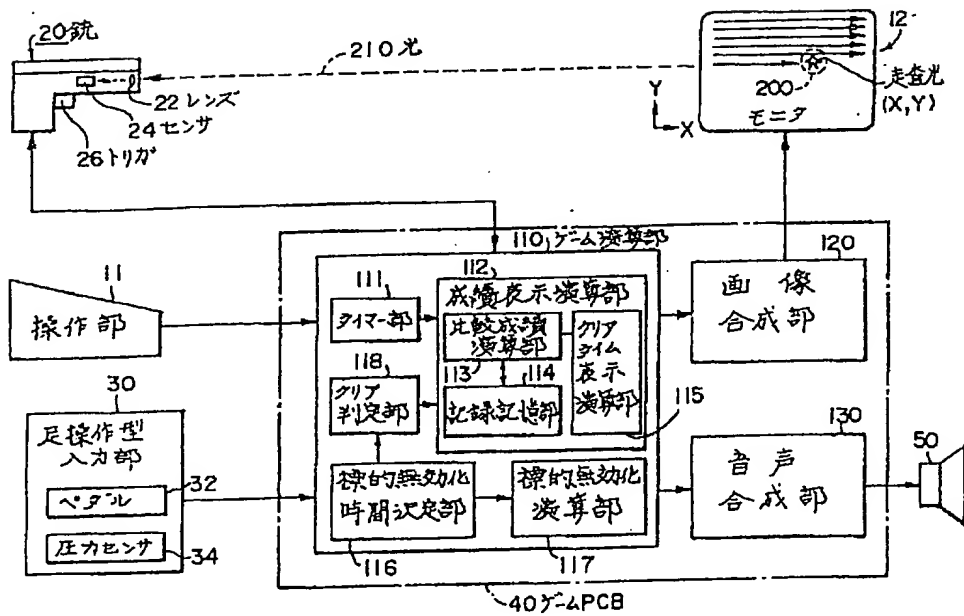 20銃
210光
12
22レンズ
24センサ
26トリガ
200
走査光
(X,Y)
モニタ
Y
X
110ゲーム演算部
11
操作部
111
タイマー部
112
成績表示演算部
比較成績
演算部
113
114
記録記憶部
クリア
タイム
表示
演算部
115
118
クリア
判定部
120
画像
合成部
30
足操作型
入力部
ペダル
32
圧力センサ
34
標的無効化
時間決定部
116
標的無効化
演算部
117
130
音声
合成部
50
40ゲームPCB